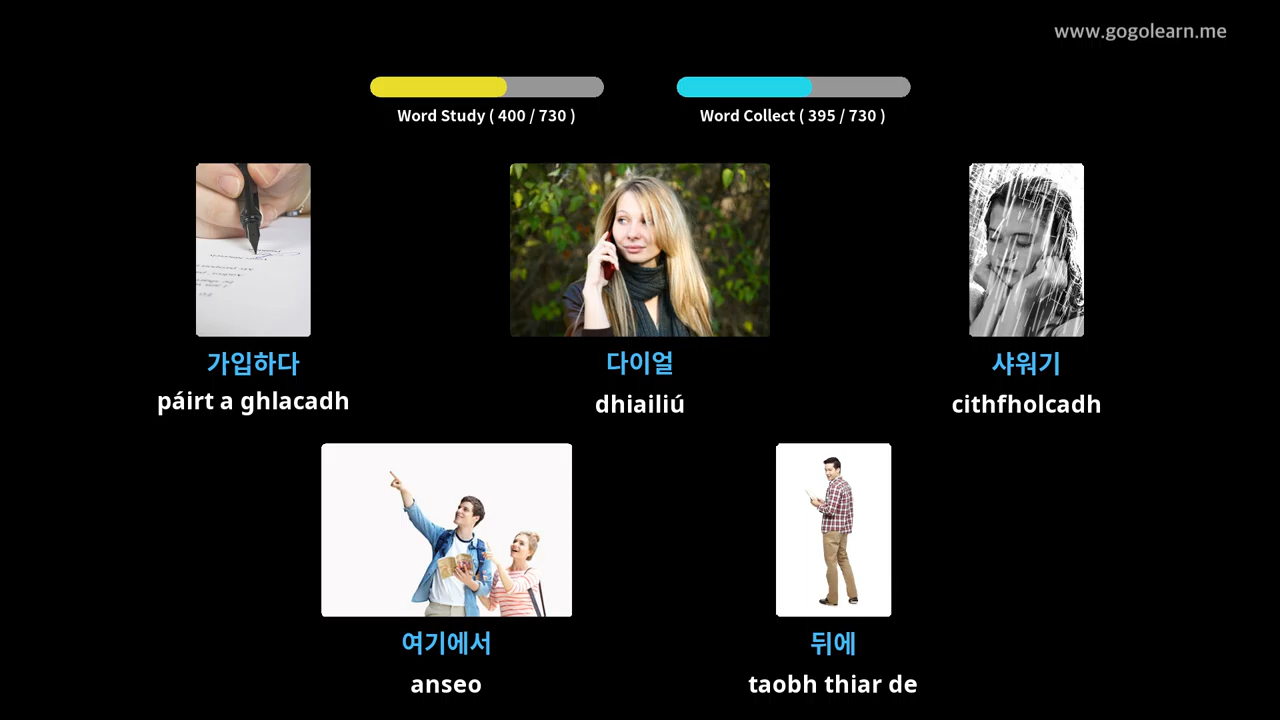 www.gogolearn.me
Word Study ( 400 / 730 )
Word Collect ( 395 / 730 )
가입하다
다이얼
샤워기
páirt a ghlacadh
dhiailiú
cithfholcadh
여기에서
뒤에
anseo
taobh thiar de